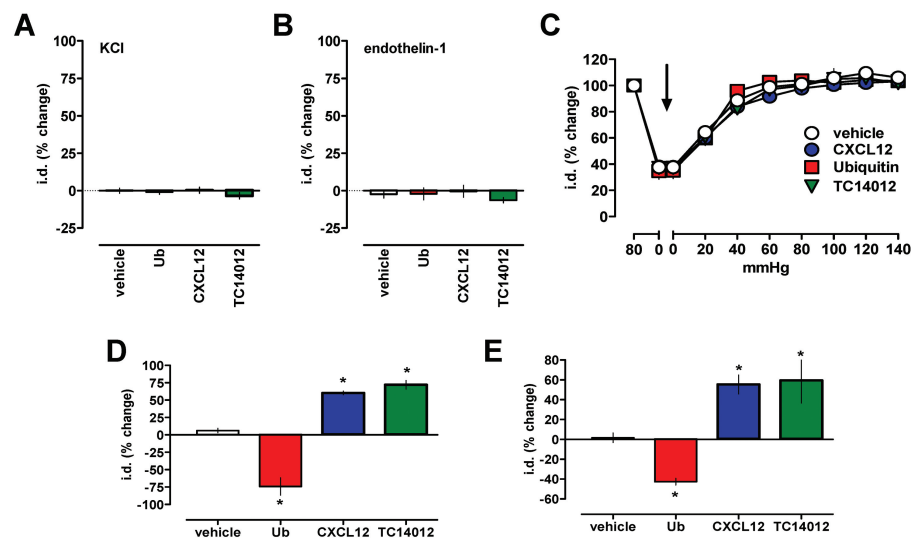 A
B
C
KCl
endothelin-1
i.d. (% change)
100
75
50
25
0
-25
vehicle
Ub
CXCL12
TC14012
i.d. (% change)
100
75
50
25
0
-25
vehicle
Ub
CXCL12
TC14012
i.d. (% change)
120
100
80
60
40
20
0
vehicle
CXCL12
Ubiquitin
TC14012
80 0 0 20 40 60 80 100 120 140
mmHg
D
E
i.d. (% change)
100
75
50
25
0
-25
-50
-75
-100
* * *
vehicle Ub CXCL12 TC14012
i.d. (% change)
80
60
40
20
0
-20
-40
-60
* * *
vehicle Ub CXCL12 TC14012